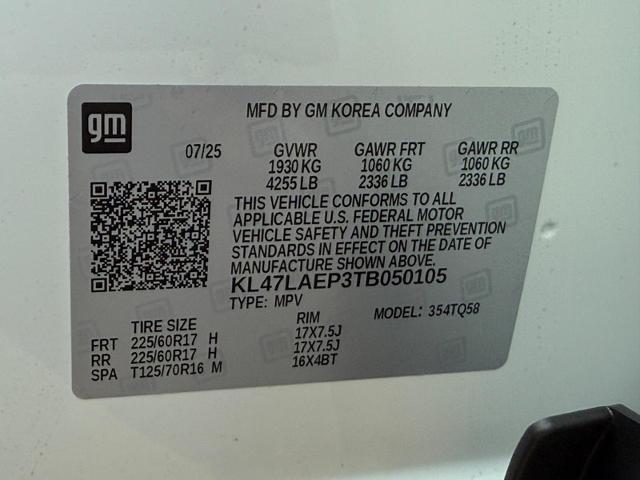 gm
MFD BY GM KOREA COMPANY
07/25 GVWR GAWR FRT GAWR RR
1930 KG 1060 KG 1060 KG
4255 LB 2336 LB 2336 LB
THIS VEHICLE CONFORMS TO ALL
APPLICABLE U.S. FEDERAL MOTOR
VEHICLE SAFETY AND THEFT PREVENTION
STANDARDS IN EFFECT ON THE DATE OF
MANUFACTURE SHOWN ABOVE.
KL47LAEP3TB050105
TYPE: MPV MODEL: 354TQ58
TIRE SIZE RIM
FRT 225/60R17 H 17X7.5J
RR 225/60R17 H 17X7.5J
SPA T125/70R16 M 16X4BT